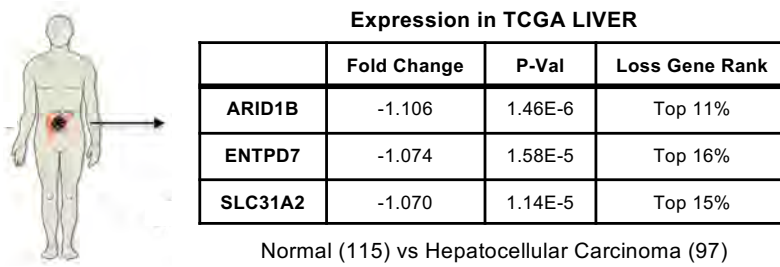 Expression in TCGA LIVER
Fold Change P-Val Loss Gene Rank
ARID1B -1.106 1.46E-6 Top 11%
ENTPD7 -1.074 1.58E-5 Top 16%
SLC31A2 -1.070 1.14E-5 Top 15%
Normal (115) vs Hepatocellular Carcinoma (97)